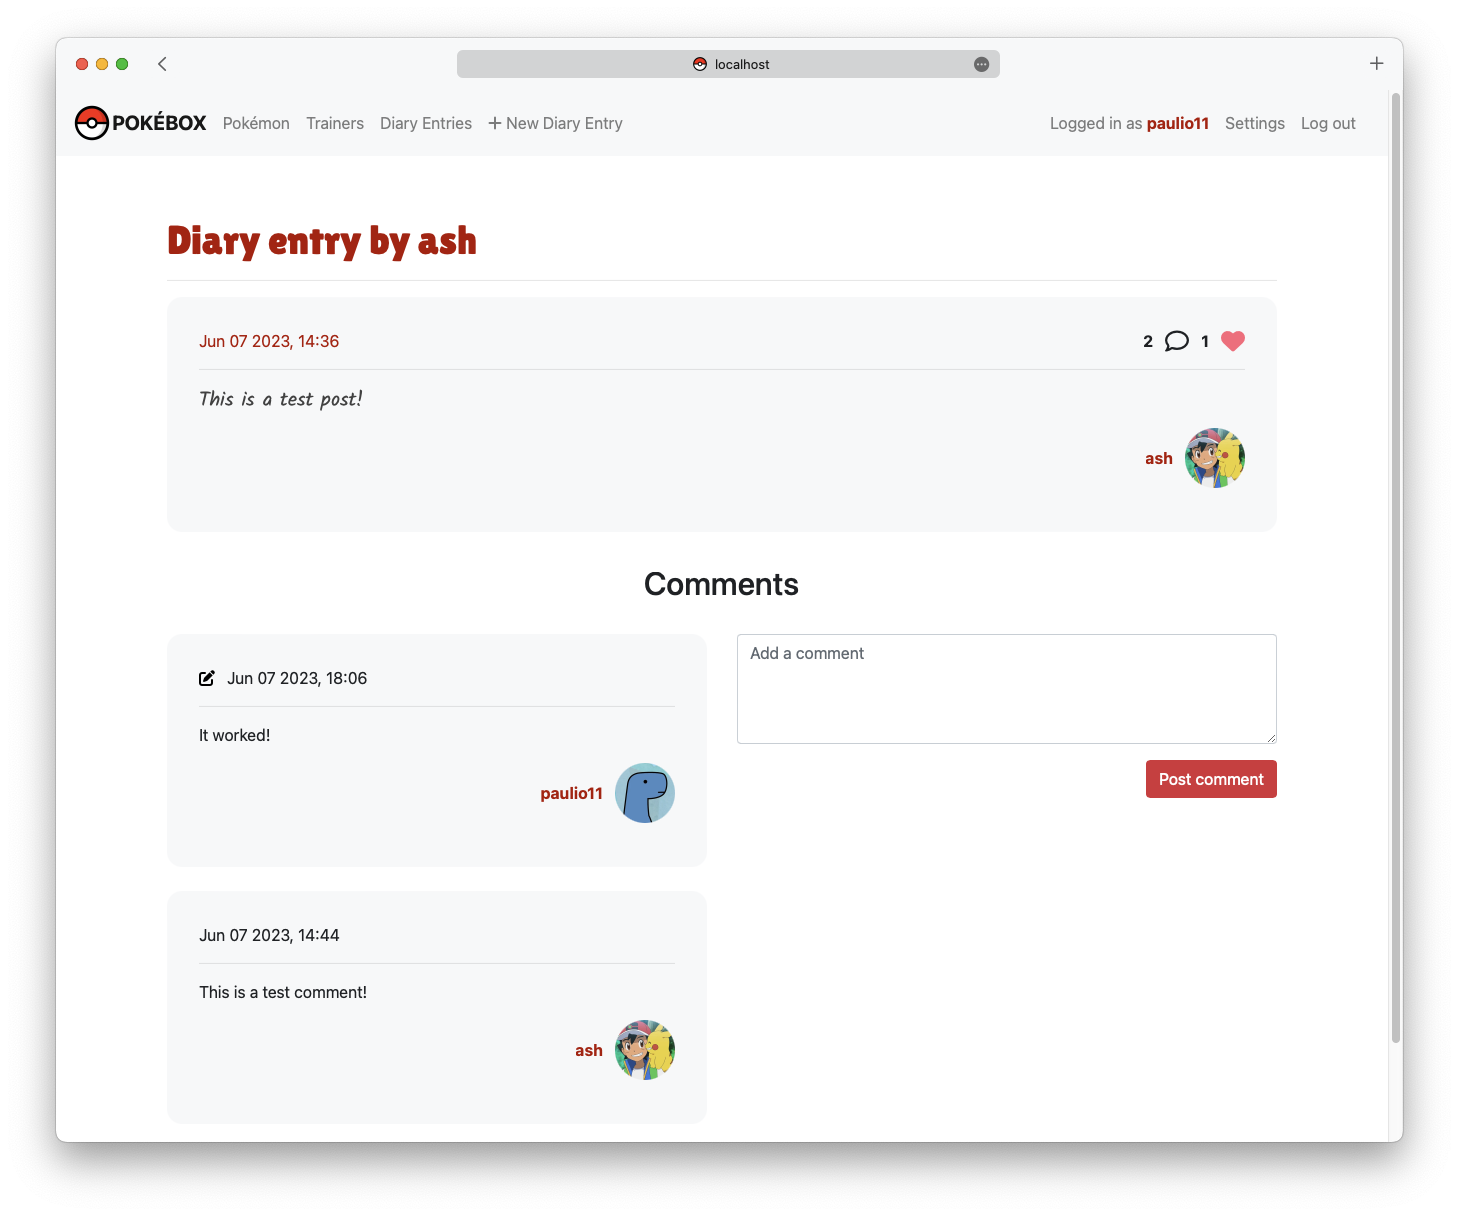 localhost
POKÉBOX Pokémon Trainers Diary Entries + New Diary Entry Logged in as paulio11 Settings Log out
Diary entry by ash
Jun 07 2023, 14:36 2 1
This is a test post!
ash
Comments
Jun 07 2023, 18:06
It worked!
paulio11
Add a comment
Post comment
Jun 07 2023, 14:44
This is a test comment!
ash